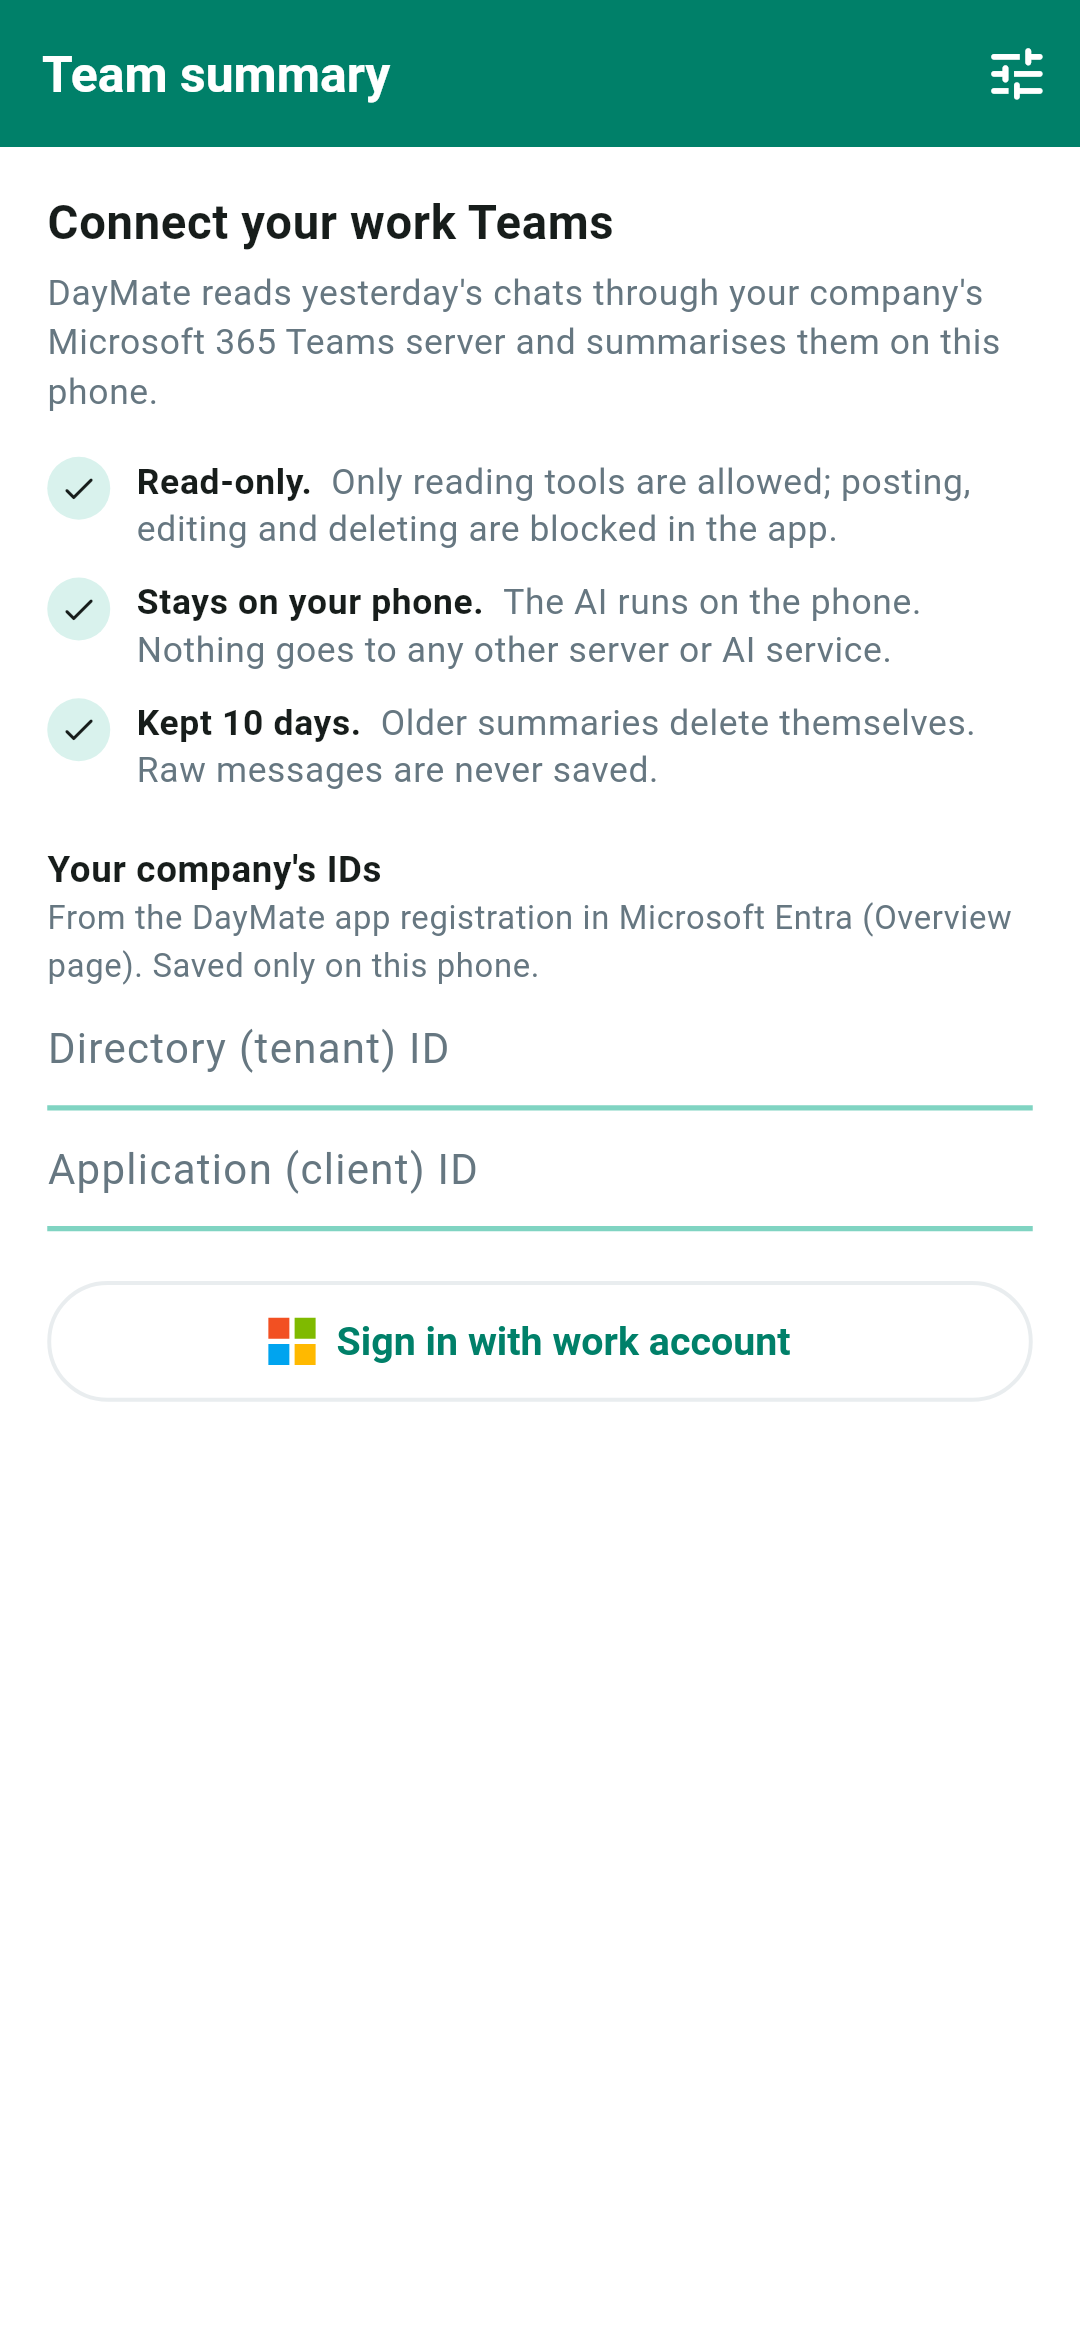 Team summary
Connect your work Teams
DayMate reads yesterday's chats through your company's
Microsoft 365 Teams server and summarises them on this
phone.
Read-only. Only reading tools are allowed; posting,
editing and deleting are blocked in the app.
Stays on your phone. The AI runs on the phone.
Nothing goes to any other server or AI service.
Kept 10 days. Older summaries delete themselves.
Raw messages are never saved.
Your company's IDs
From the DayMate app registration in Microsoft Entra (Overview
page). Saved only on this phone.
Directory (tenant) ID
Application (client) ID
Sign in with work account